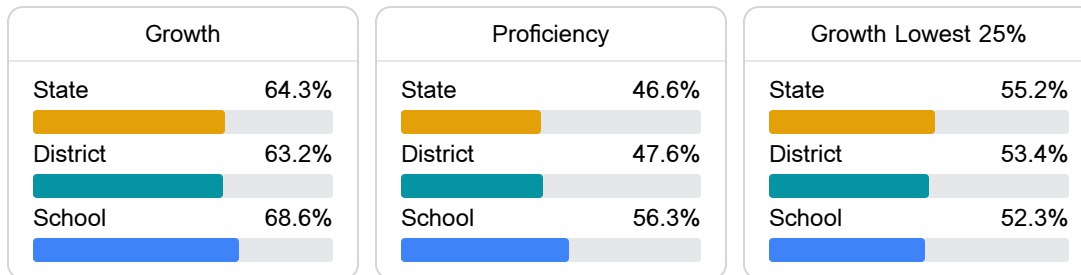 Growth
State 64.3%
District 63.2%
School 68.6%
Proficiency
State 46.6%
District 47.6%
School 56.3%
Growth Lowest 25%
State 55.2%
District 53.4%
School 52.3%